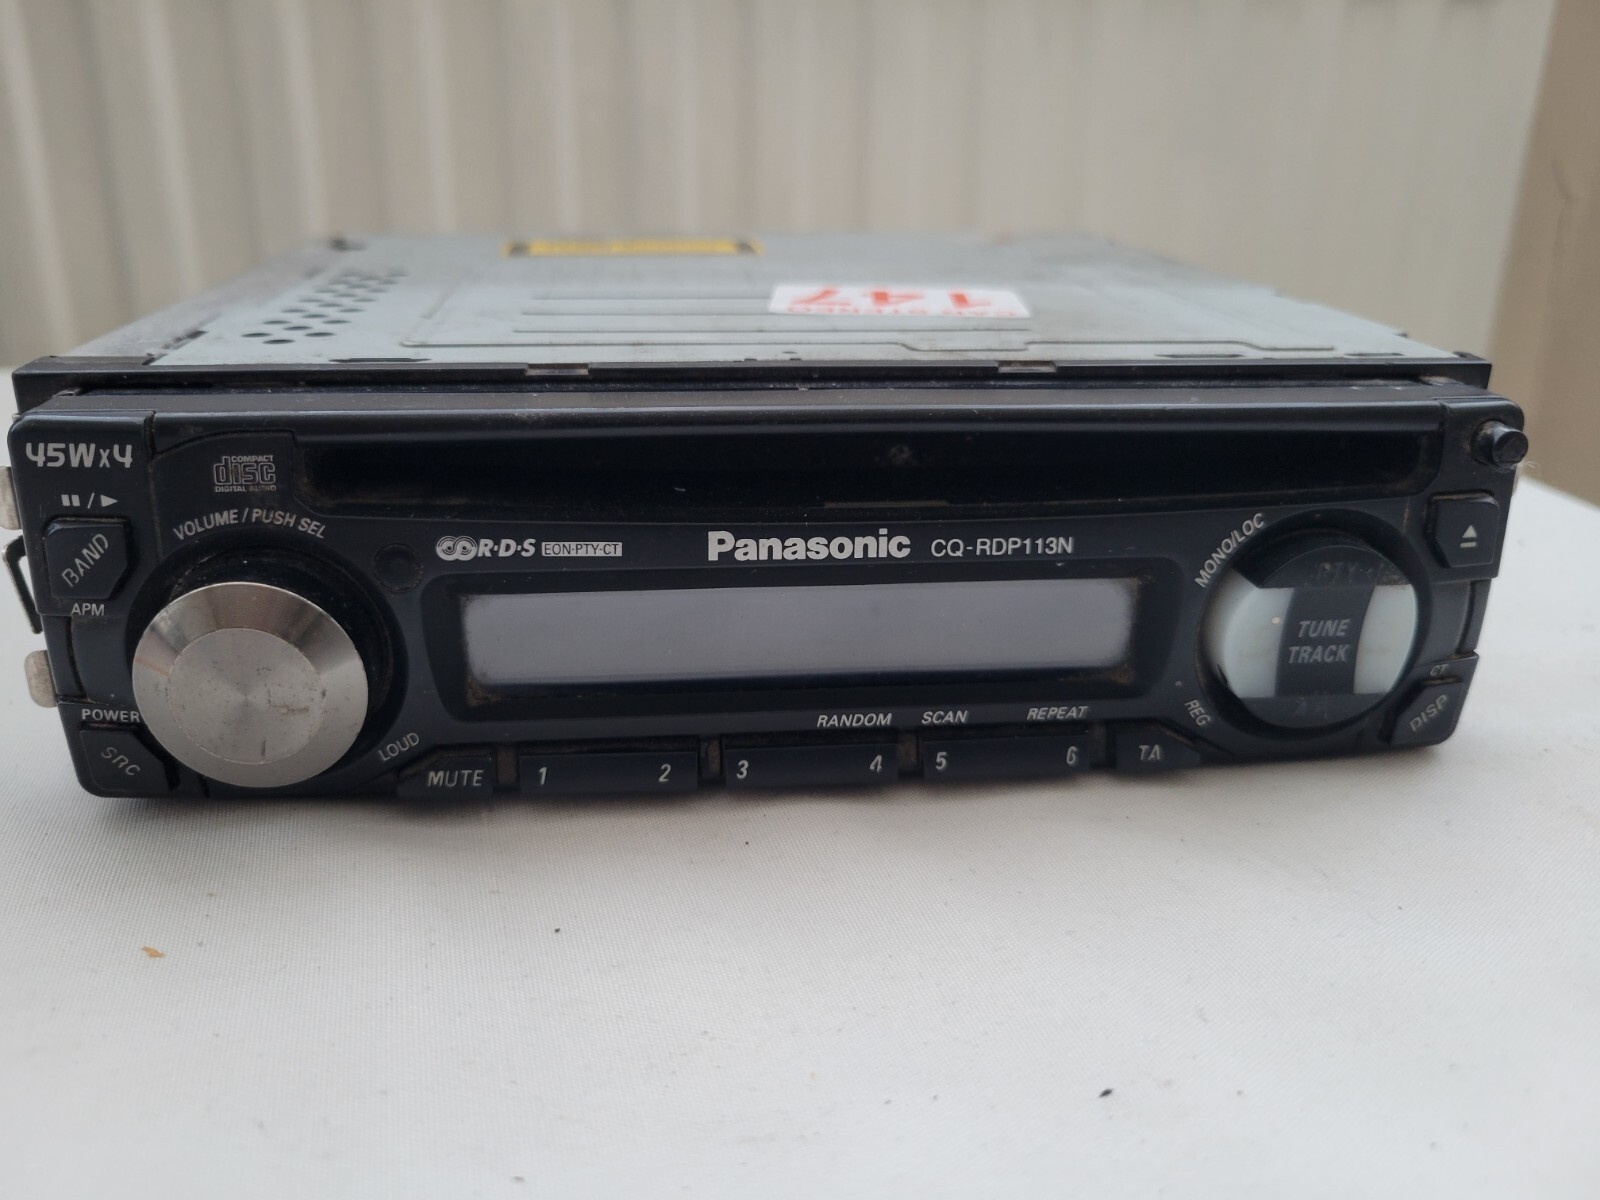 CAR STEREO
147
45Wx4
COMPACT
disc
DIGITAL AUDIO
VOLUME / PUSH SEL
BAND
APM
R·D·S EON·PTY·CT
Panasonic CQ-RDP113N
MONO/LOC
TUNE
TRACK
CT
DISP
REG
POWER
SRC
LOUD
RANDOM SCAN REPEAT
MUTE 1 2 3 4 5 6 TA